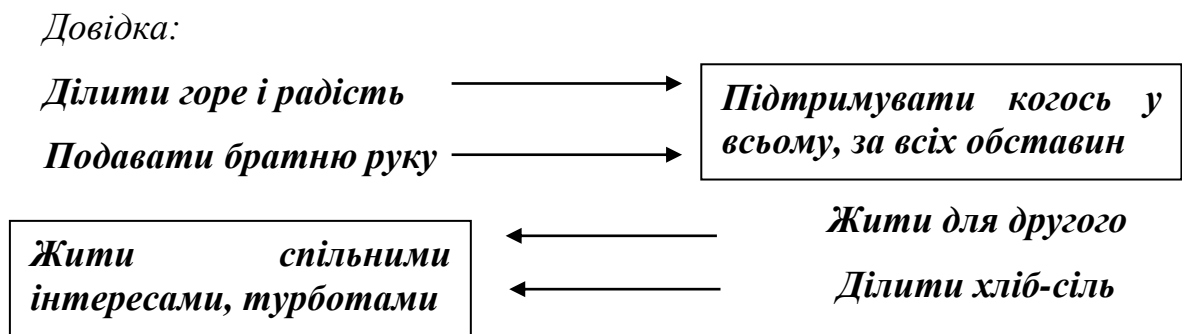 Довідка:
Ділити горе і радість
Подавати братню руку
Підтримувати когось у
всьому, за всіх обставин
Жити для другого
Ділити хліб-сіль
Жити спільними
інтересами, турботами